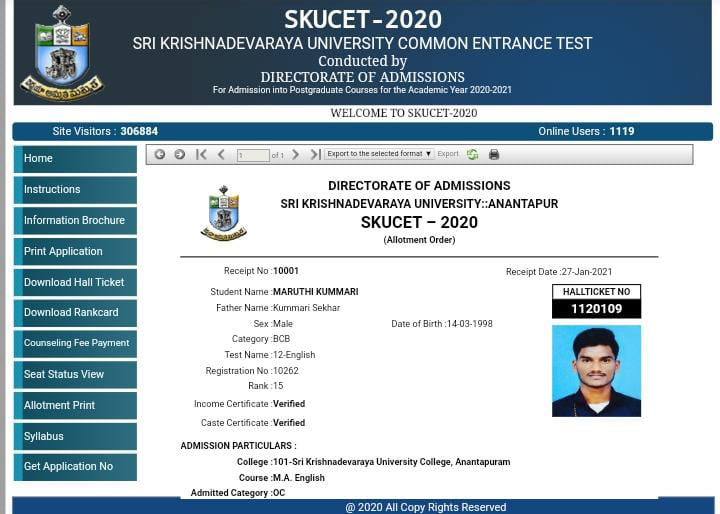 SKUCET-2020
SRI KRISHNADEVARAYA UNIVERSITY COMMON ENTRANCE TEST
Conducted by
DIRECTORATE OF ADMISSIONS
For Admission into Postgraduate Courses for the Academic Year 2020-2021
WELCOME TO SKUCET-2020
Site Visitors : 306884 Online Users : 1119
Home
Instructions
Information Brochure
Print Application
Download Hall Ticket
Download Rankcard
Counseling Fee Payment
Seat Status View
Allotment Print
Syllabus
Get Application No
1 of 1 Export to the selected format Export
DIRECTORATE OF ADMISSIONS
SRI KRISHNADEVARAYA UNIVERSITY::ANANTAPUR
SKUCET – 2020
(Allotment Order)
Receipt No :10001 Receipt Date :27-Jan-2021
Student Name :MARUTHI KUMMARI HALLTICKET NO
Father Name :Kummari Sekhar 1120109
Sex :Male Date of Birth :14-03-1998
Category :BCB
Test Name :12-English
Registration No :10262
Rank :15
Income Certificate :Verified
Caste Certificate :Verified
ADMISSION PARTICULARS :
College :101-Sri Krishnadevaraya University College, Anantapuram
Course :M.A. English
Admitted Category :OC
@ 2020 All Copy Rights Reserved